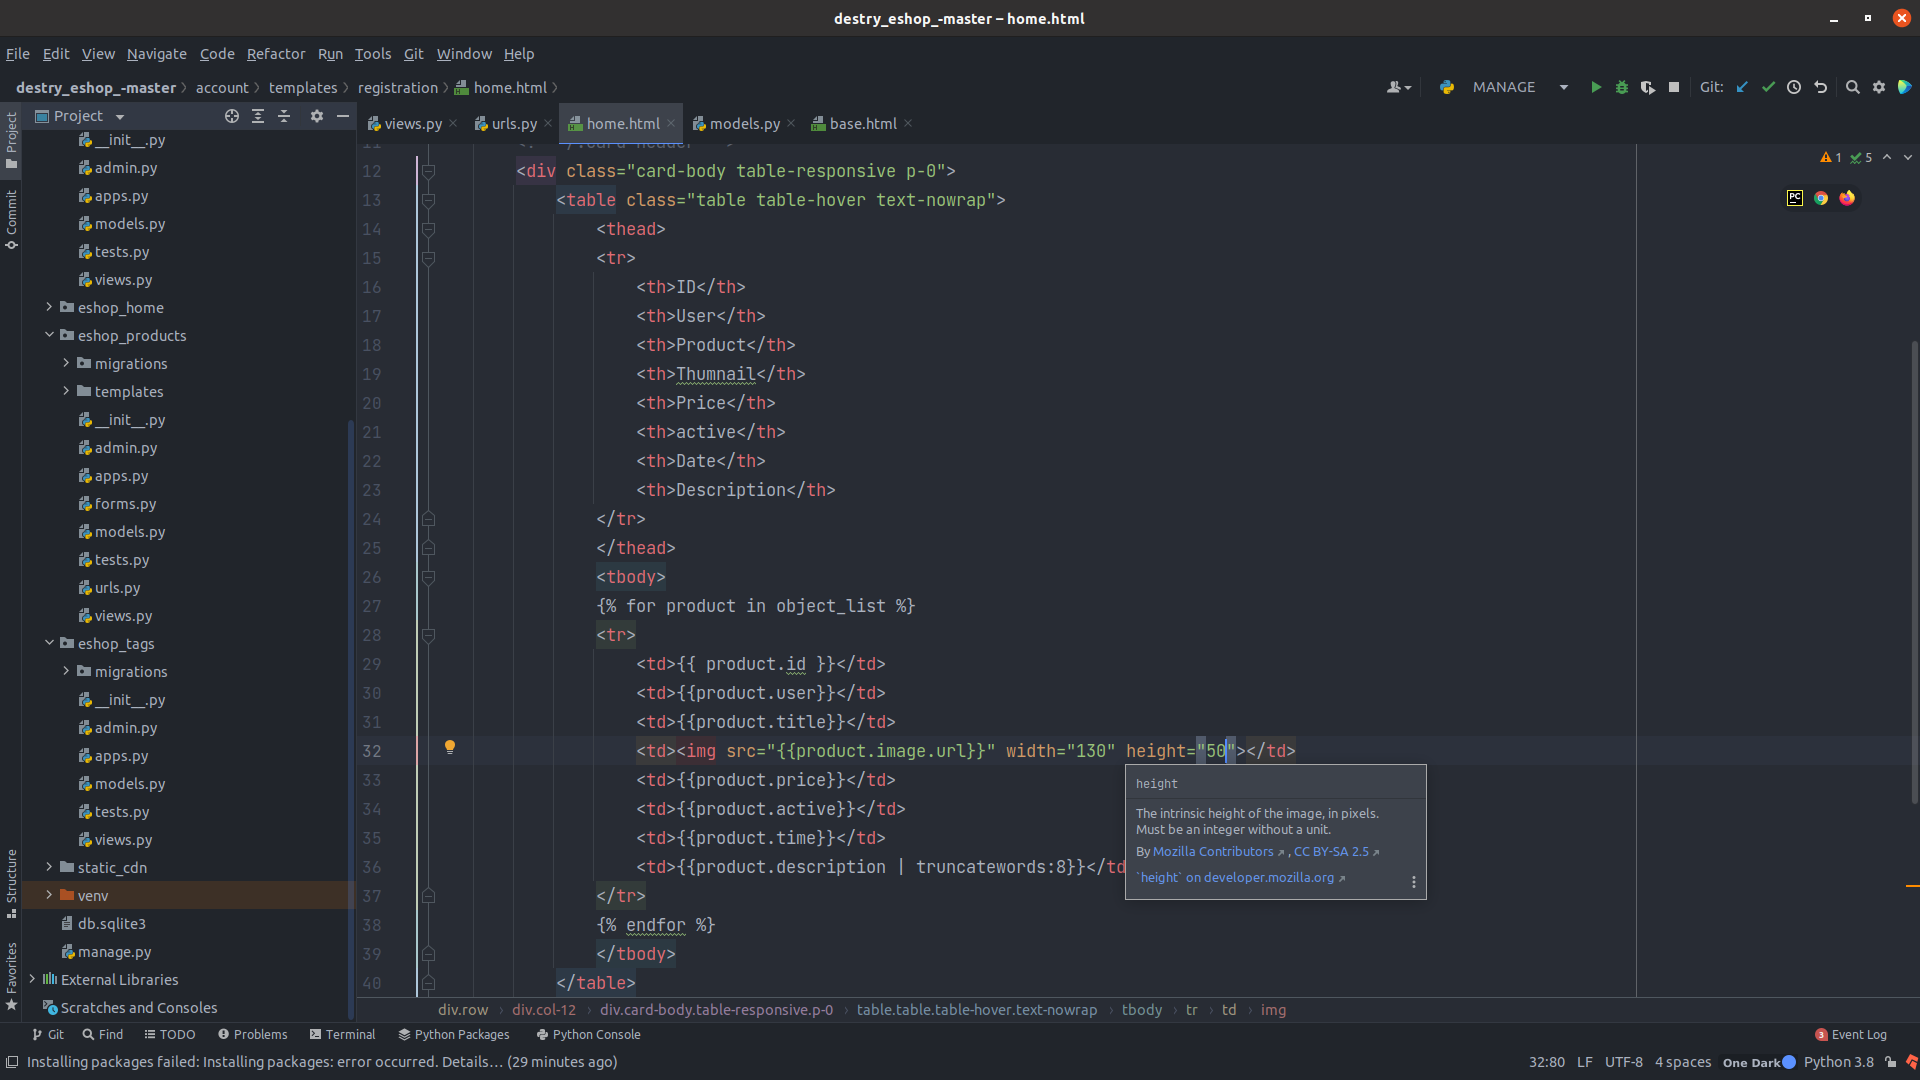 destry_eshop_-master – home.html
File Edit View Navigate Code Refactor Run Tools Git Window Help
destry_eshop_-master account templates registration home.html
MANAGE
Git:
Project
views.py urls.py home.html models.py base.html
Project
Commit
Structure
Favorites
__init__.py
admin.py
apps.py
models.py
tests.py
views.py
eshop_home
eshop_products
migrations
templates
__init__.py
admin.py
apps.py
forms.py
models.py
tests.py
urls.py
views.py
eshop_tags
migrations
__init__.py
admin.py
apps.py
models.py
tests.py
views.py
static_cdn
venv
db.sqlite3
manage.py
External Libraries
Scratches and Consoles
1 5
PC
12 <div class="card-body table-responsive p-0">
13 <table class="table table-hover text-nowrap">
14 <thead>
15 <tr>
16 <th>ID</th>
17 <th>User</th>
18 <th>Product</th>
19 <th>Thumnail</th>
20 <th>Price</th>
21 <th>active</th>
22 <th>Date</th>
23 <th>Description</th>
24 </tr>
25 </thead>
26 <tbody>
27 {% for product in object_list %}
28 <tr>
29 <td>{{ product.id }}</td>
30 <td>{{product.user}}</td>
31 <td>{{product.title}}</td>
32 <td><img src="{{product.image.url}}" width="130" height="50"></td>
33 <td>{{product.price}}</td>
34 <td>{{product.active}}</td>
35 <td>{{product.time}}</td>
36 <td>{{product.description | truncatewords:8}}</td
37 </tr>
38 {% endfor %}
39 </tbody>
40 </table>
height
The intrinsic height of the image, in pixels.
Must be an integer without a unit.
By Mozilla Contributors , CC BY-SA 2.5
`height` on developer.mozilla.org
div.row div.col-12 div.card-body.table-responsive.p-0 table.table.table-hover.text-nowrap tbody tr td img
Git Find TODO Problems Terminal Python Packages Python Console
3 Event Log
Installing packages failed: Installing packages: error occurred. Details... (29 minutes ago)
32:80 LF UTF-8 4 spaces One Dark Python 3.8